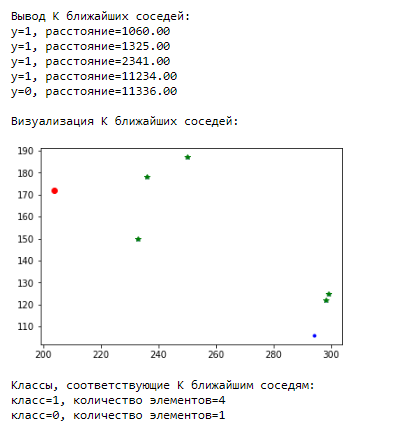 Вывод K ближайших соседей:
y=1, расстояние=1060.00
y=1, расстояние=1325.00
y=1, расстояние=2341.00
y=1, расстояние=11234.00
y=0, расстояние=11336.00
Визуализация K ближайших соседей:
190
180
170
160
150
140
130
120
110
200 220 240 260 280 300
Классы, соответствующие K ближайшим соседям:
класс=1, количество элементов=4
класс=0, количество элементов=1